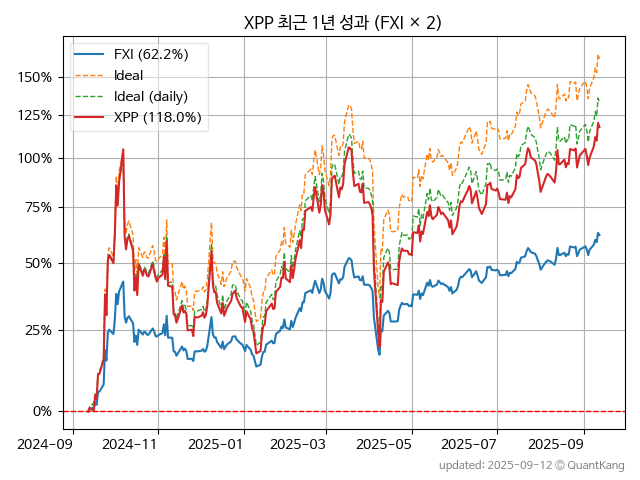 XPP 최근 1년 성과 (FXI × 2)
FXI (62.2%)
Ideal
Ideal (daily)
XPP (118.0%)
150%
125%
100%
75%
50%
25%
0%
2024-09 2024-11 2025-01 2025-03 2025-05 2025-07 2025-09
updated: 2025-09-12 © QuantKang